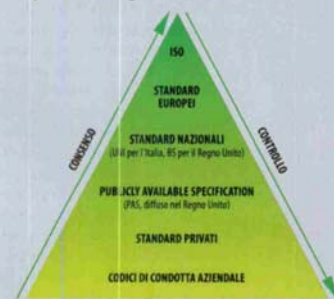 ISO
STANDARD
EUROPEI
STANDARD NAZIONALI
(UNI per l'Italia, BS per il Regno Unito)
PUBLICLY AVAILABLE SPECIFICATION
(PAS, diffuse nel Regno Unito)
STANDARD PRIVATI
CODICI DI CONDOTTA AZIENDALE
CONSENSO
CONTROLLO